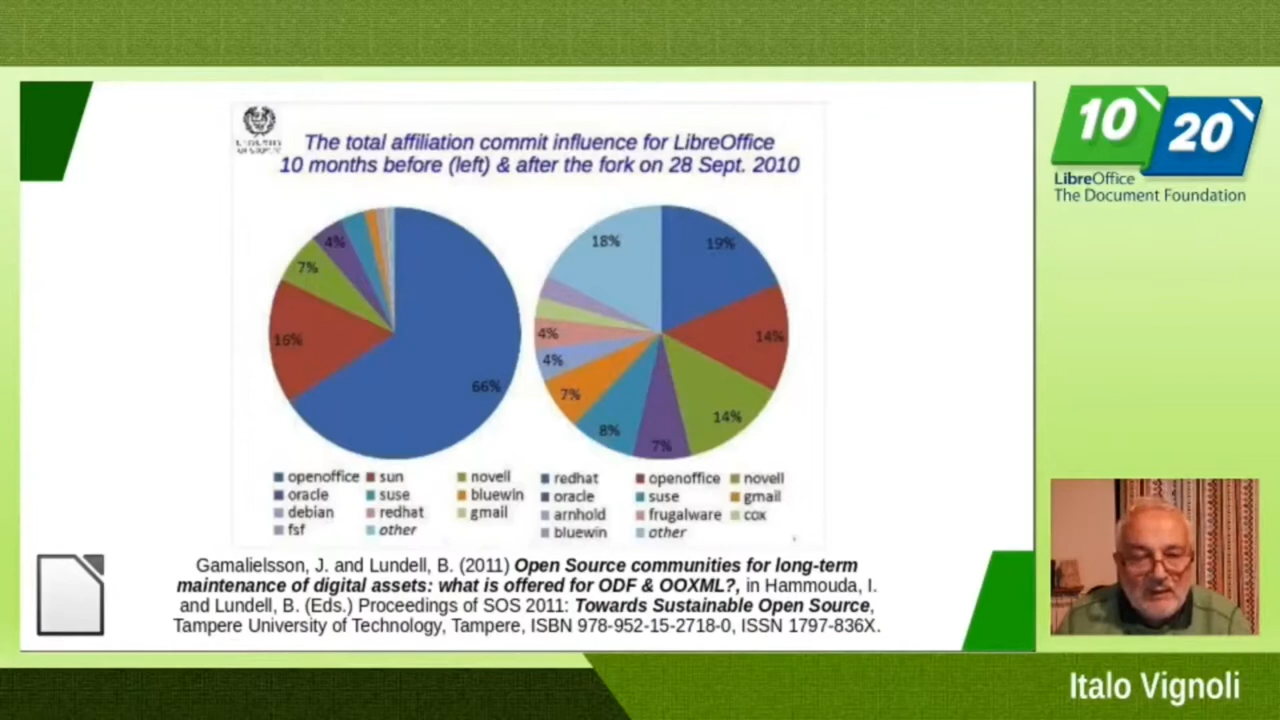 The total affiliation commit influence for LibreOffice
10 months before (left) & after the fork on 28 Sept. 2010
4%
7%
16%
66%
18%
19%
4%
14%
4%
7%
14%
8%
7%
openoffice sun novell
oracle suse bluewin
debian redhat gmail
fsf other
redhat openoffice novell
oracle suse gmail
arnhold frugalware cox
bluewin other
Gamalielsson, J. and Lundell, B. (2011) Open Source communities for long-term
maintenance of digital assets: what is offered for ODF & OOXML?, in Hammouda, I.
and Lundell, B. (Eds.) Proceedings of SOS 2011: Towards Sustainable Open Source,
Tampere University of Technology, Tampere, ISBN 978-952-15-2718-0, ISSN 1797-836X.
10
20
LibreOffice
The Document Foundation
Italo Vignoli